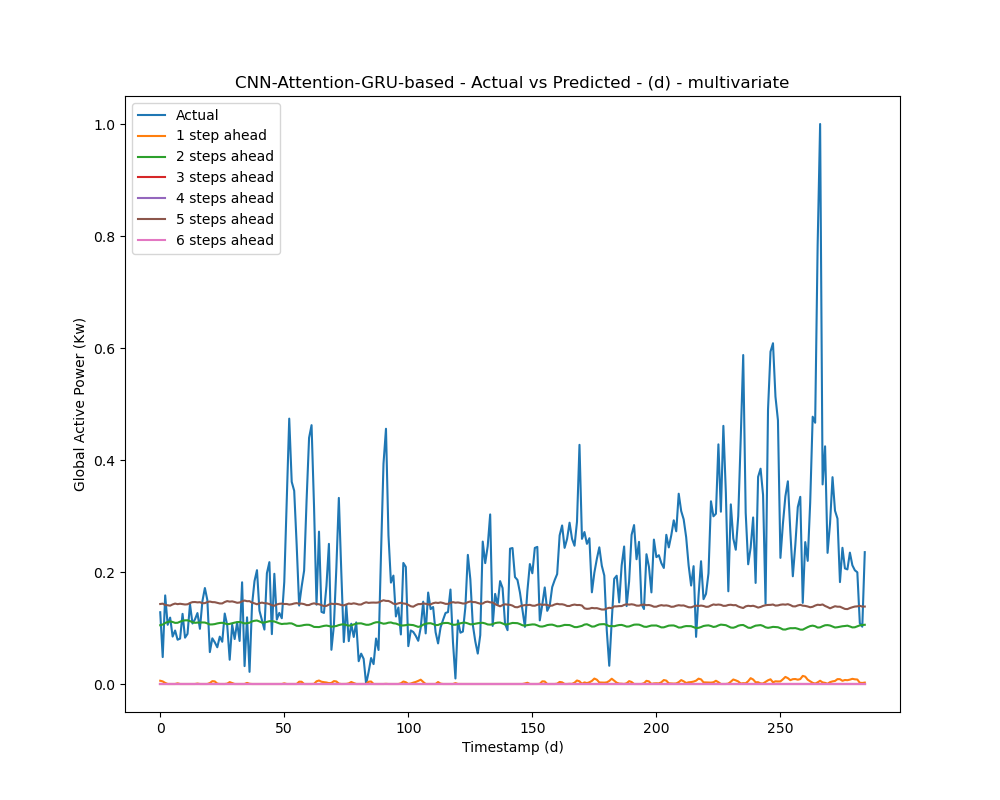 CNN-Attention-GRU-based - Actual vs Predicted - (d) - multivariate
Actual
1 step ahead
2 steps ahead
3 steps ahead
4 steps ahead
5 steps ahead
6 steps ahead
Global Active Power (Kw)
1.0
0.8
0.6
0.4
0.2
0.0
0 50 100 150 200 250
Timestamp (d)